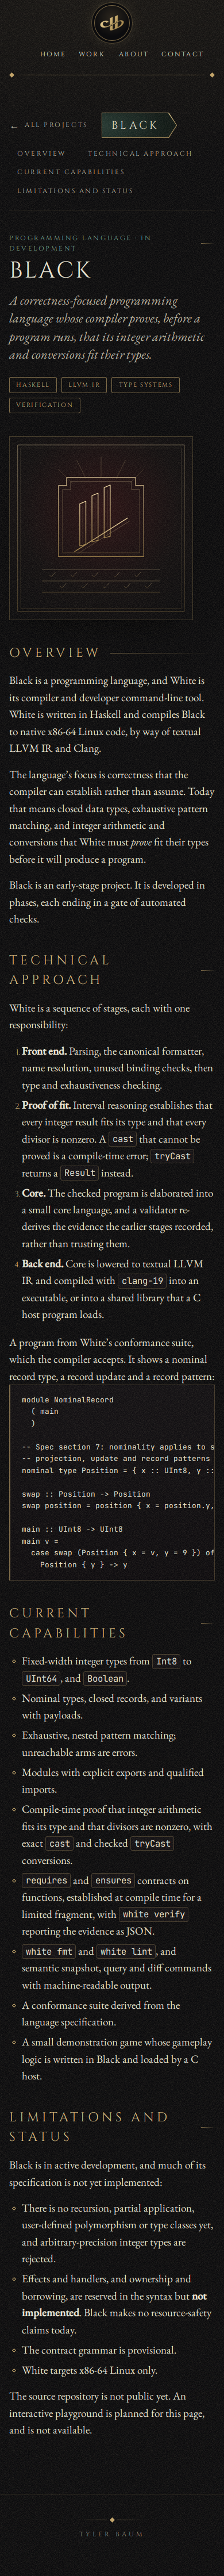 HOME WORK ABOUT CONTACT
← ALL PROJECTS BLACK
OVERVIEW TECHNICAL APPROACH
CURRENT CAPABILITIES
LIMITATIONS AND STATUS
PROGRAMMING LANGUAGE · IN
DEVELOPMENT
BLACK
A correctness-focused programming
language whose compiler proves, before a
program runs, that its integer arithmetic
and conversions fit their types.
HASKELL LLVM IR TYPE SYSTEMS
VERIFICATION
OVERVIEW
Black is a programming language, and White is
its compiler and developer command-line tool.
White is written in Haskell and compiles Black
to native x86-64 Linux code, by way of textual
LLVM IR and Clang.
The language's focus is correctness that the
compiler can establish rather than assume. Today
that means closed data types, exhaustive pattern
matching, and integer arithmetic and
conversions that White must prove fit their types
before it will produce a program.
Black is an early-stage project. It is developed in
phases, each ending in a gate of automated
checks.
TECHNICAL
APPROACH
White is a sequence of stages, each with one
responsibility:
1. Front end. Parsing, the canonical formatter,
name resolution, unused binding checks, then
type and exhaustiveness checking.
2. Proof of fit. Interval reasoning establishes that
every integer result fits its type and that every
divisor is nonzero. A cast that cannot be
proved is a compile-time error; tryCast
returns a Result instead.
3. Core. The checked program is elaborated into
a small core language, and a validator re-
derives the evidence the earlier stages recorded,
rather than trusting them.
4. Back end. Core is lowered to textual LLVM
IR and compiled with clang-19 into an
executable, or into a shared library that a C
host program loads.
A program from White's conformance suite,
which the compiler accepts. It shows a nominal
record type, a record update and a record pattern:
module NominalRecord
( main
)
-- Spec section 7: nominality applies to s
-- projection, update and record patterns
nominal type Position = { x :: UInt8, y ::
swap :: Position -> Position
swap position = position { x = position.y,
main :: UInt8 -> UInt8
main v =
case swap (Position { x = v, y = 9 }) of
Position { y } -> y
CURRENT
CAPABILITIES
Fixed-width integer types from Int8 to
UInt64, and Boolean.
Nominal types, closed records, and variants
with payloads.
Exhaustive, nested pattern matching;
unreachable arms are errors.
Modules with explicit exports and qualified
imports.
Compile-time proof that integer arithmetic
fits its type and that divisors are nonzero, with
exact cast and checked tryCast
conversions.
requires and ensures contracts on
functions, established at compile time for a
limited fragment, with white verify
reporting the evidence as JSON.
white fmt and white lint, and
semantic snapshot, query and diff commands
with machine-readable output.
A conformance suite derived from the
language specification.
A small demonstration game whose gameplay
logic is written in Black and loaded by a C
host.
LIMITATIONS AND
STATUS
Black is in active development, and much of its
specification is not yet implemented:
There is no recursion, partial application,
user-defined polymorphism or type classes yet,
and arbitrary-precision integer types are
rejected.
Effects and handlers, and ownership and
borrowing, are reserved in the syntax but not
implemented. Black makes no resource-safety
claims today.
The contract grammar is provisional.
White targets x86-64 Linux only.
The source repository is not public yet. An
interactive playground is planned for this page,
and is not available.
TYLER BAUM